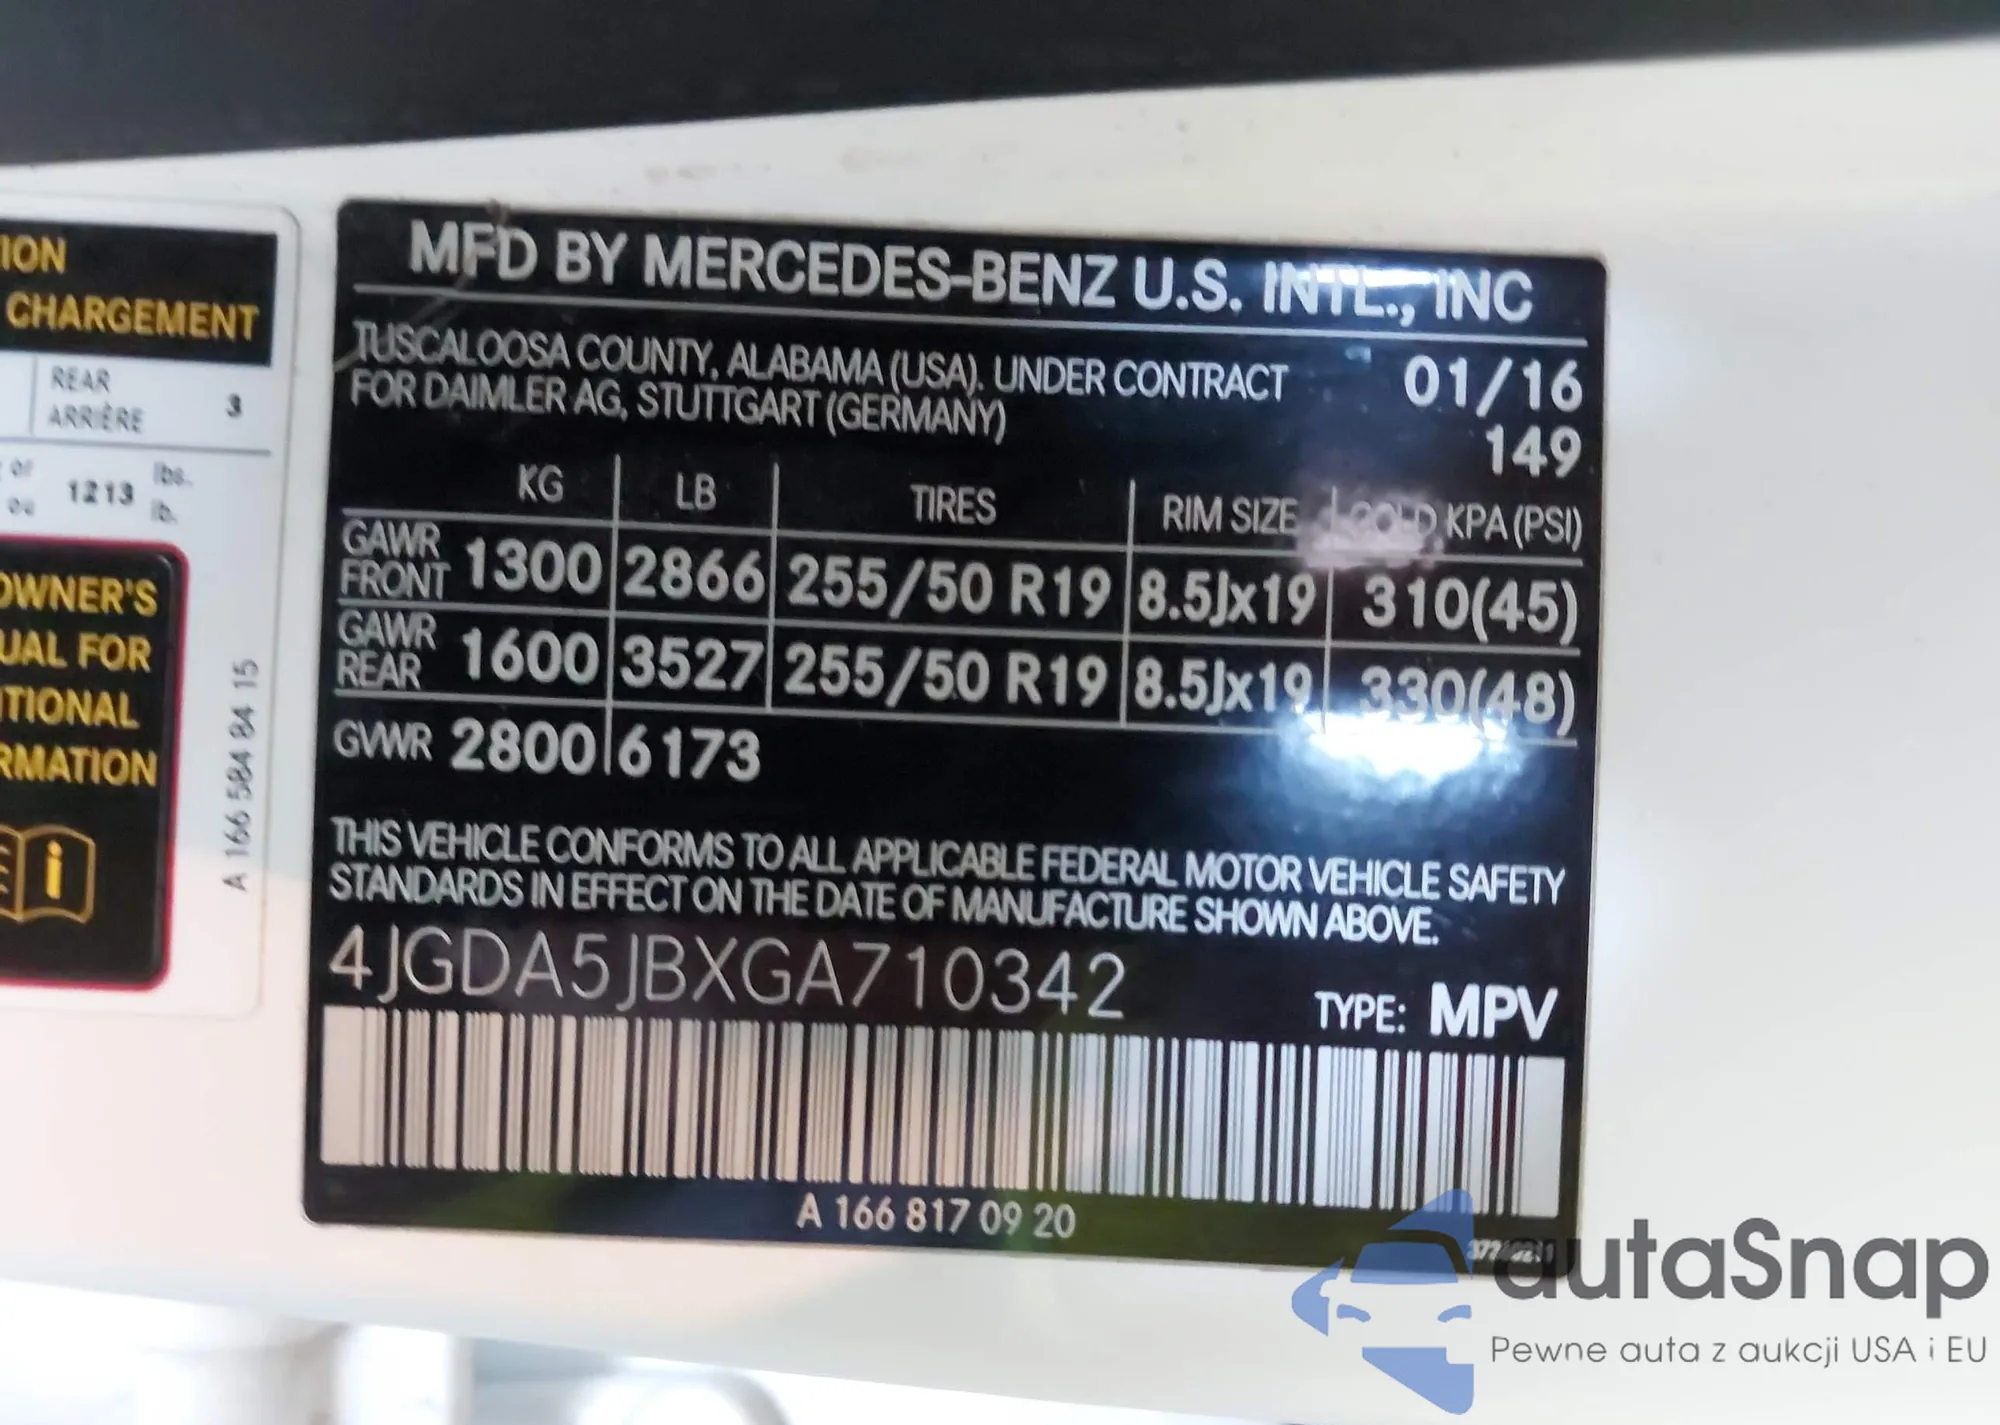 ION
CHARGEMENT
REAR
ARRIÈRE 3
or
ou 1213 lbs.
lb.
OWNER'S
UAL FOR
ITIONAL
RMATION
i
A 166 584 84 15
MFD BY MERCEDES-BENZ U.S. INTL., INC
TUSCALOOSA COUNTY, ALABAMA (USA). UNDER CONTRACT 01/16
FOR DAIMLER AG, STUTTGART (GERMANY) 149
KG LB TIRES RIM SIZE COLD KPA (PSI)
GAWR FRONT 1300 2866 255/50 R19 8.5Jx19 310(45)
GAWR REAR 1600 3527 255/50 R19 8.5Jx19 330(48)
GVWR 2800 6173
THIS VEHICLE CONFORMS TO ALL APPLICABLE FEDERAL MOTOR VEHICLE SAFETY
STANDARDS IN EFFECT ON THE DATE OF MANUFACTURE SHOWN ABOVE.
4JGDA5JBXGA710342
TYPE: MPV
A 166 817 09 20
autaSnap
Pewne auta z aukcji USA i EU